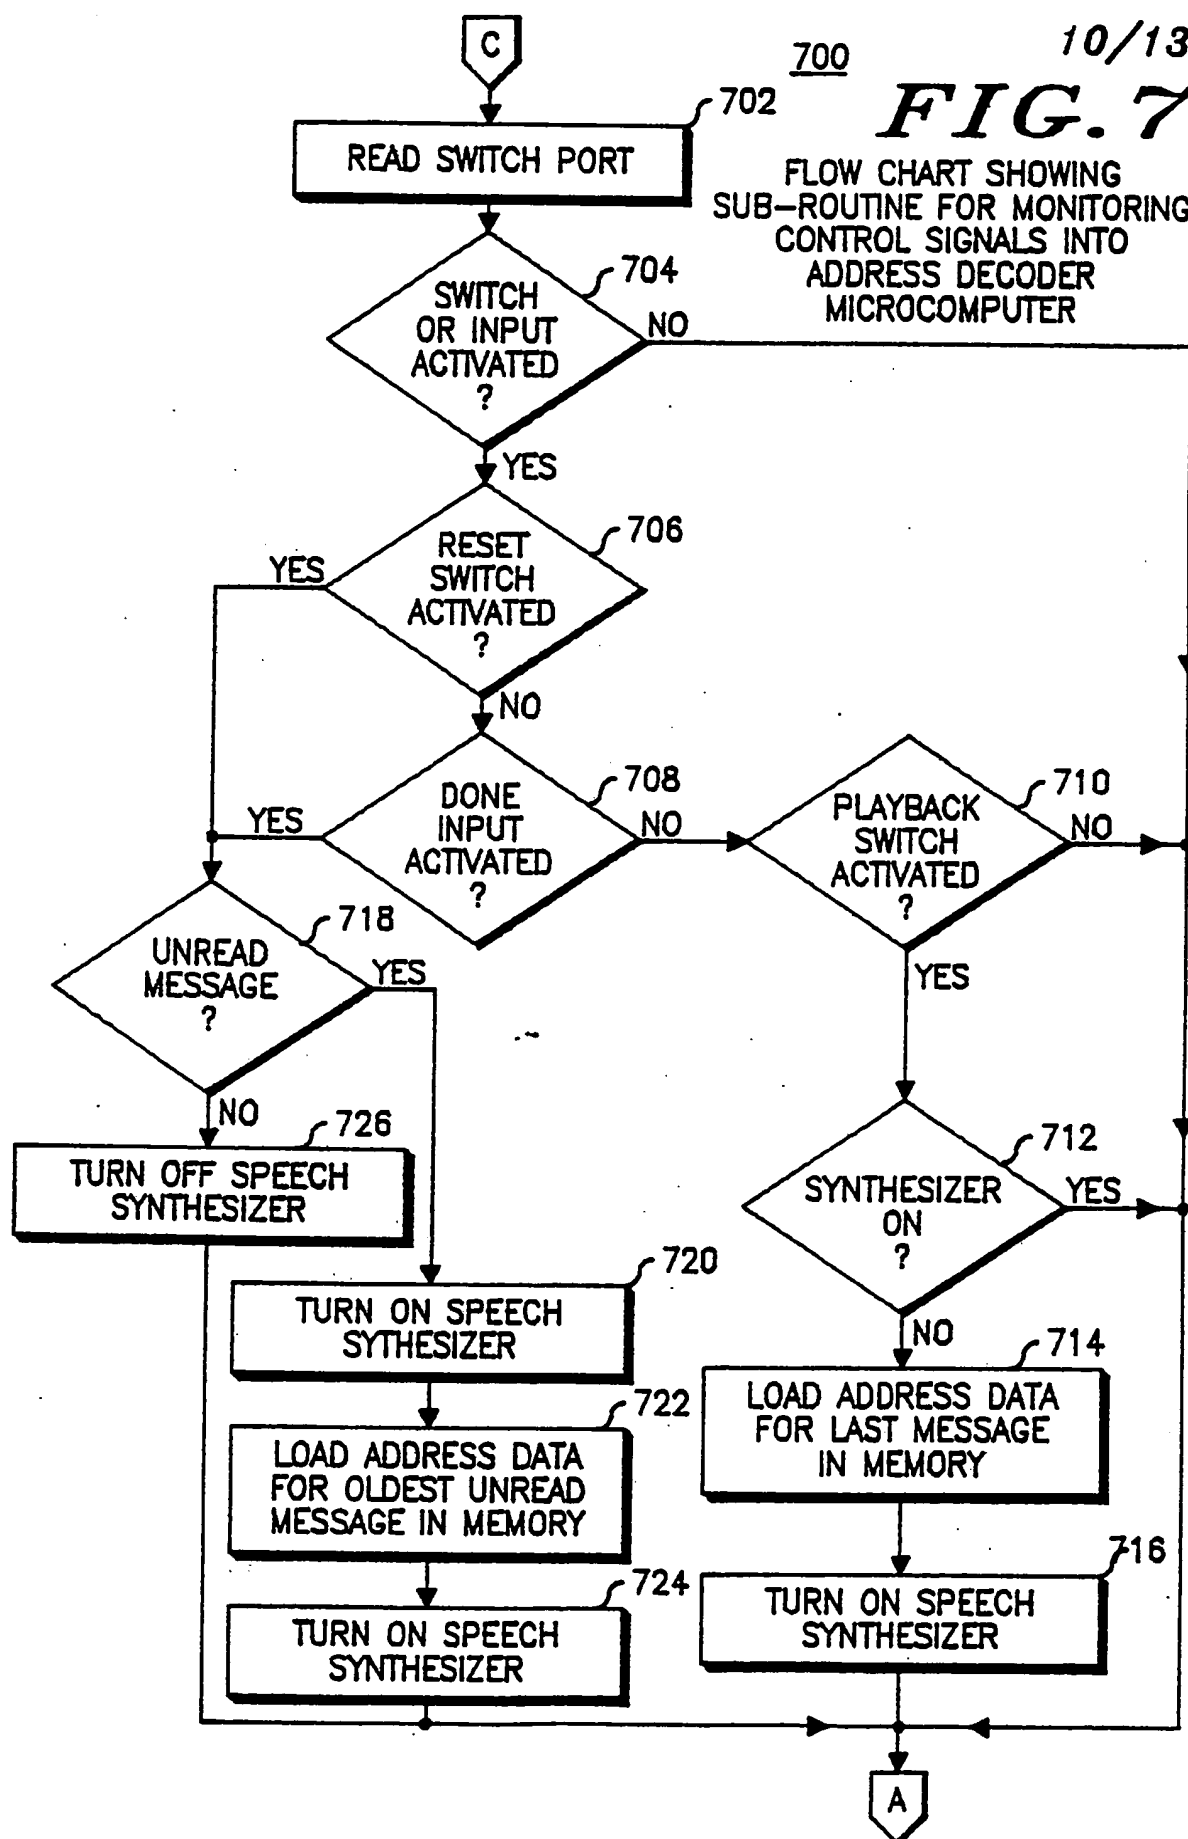 C
700
10/13
FIG. 7
FLOW CHART SHOWING
SUB-ROUTINE FOR MONITORING
CONTROL SIGNALS INTO
ADDRESS DECODER
MICROCOMPUTER
702
READ SWITCH PORT
704
SWITCH
OR INPUT
ACTIVATED
?
NO
YES
706
RESET
SWITCH
ACTIVATED
?
YES
NO
708
DONE
INPUT
ACTIVATED
?
YES
NO
710
PLAYBACK
SWITCH
ACTIVATED
?
NO
YES
718
UNREAD
MESSAGE
?
YES
NO
726
TURN OFF SPEECH
SYNTHESIZER
712
SYNTHESIZER
ON
?
YES
NO
720
TURN ON SPEECH
SYTHESIZER
714
LOAD ADDRESS DATA
FOR LAST MESSAGE
IN MEMORY
722
LOAD ADDRESS DATA
FOR OLDEST UNREAD
MESSAGE IN MEMORY
716
TURN ON SPEECH
SYNTHESIZER
724
TURN ON SPEECH
SYNTHESIZER
A